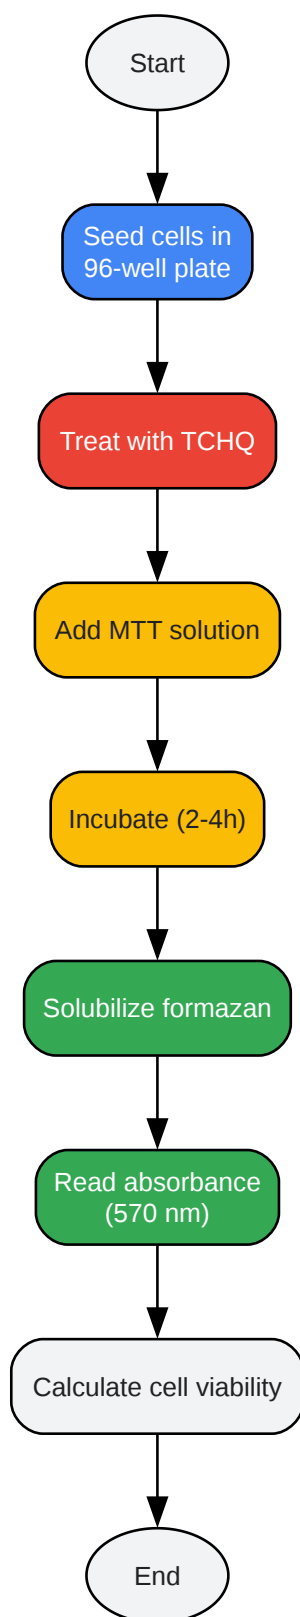 Start
Seed cells in
96-well plate
Treat with TCHQ
Add MTT solution
Incubate (2-4h)
Solubilize formazan
Read absorbance
(570 nm)
Calculate cell viability
End